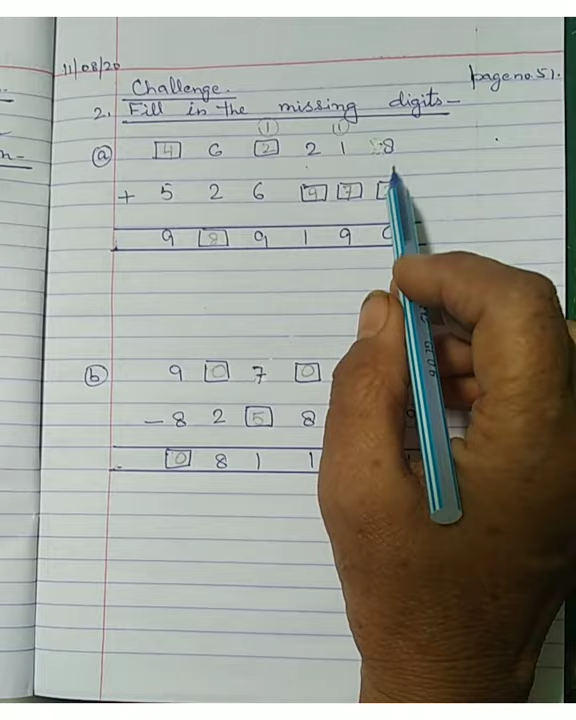 11/08/20
Challenge.
page no 51.
2. Fill in the missing digits-
① ①
ⓐ 4 6 2 2 1 8
+ 5 2 6 9 7
9 8 9 1 9
ⓑ 9 0 7 0
- 8 2 5 8
0 8 1 1